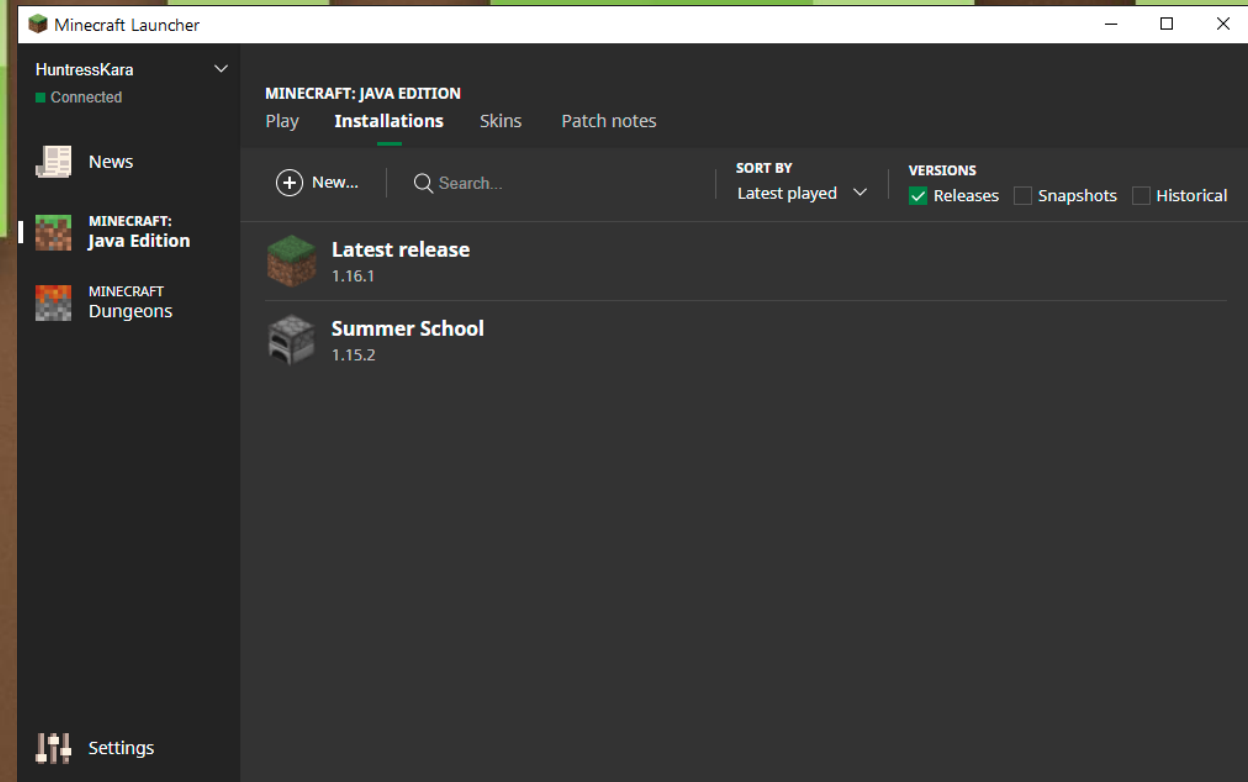 Minecraft Launcher
HuntressKara
Connected
News
MINECRAFT:
Java Edition
MINECRAFT
Dungeons
Settings
MINECRAFT: JAVA EDITION
Play Installations Skins Patch notes
New...
Search...
SORT BY
Latest played
VERSIONS
Releases Snapshots Historical
Latest release
1.16.1
Summer School
1.15.2